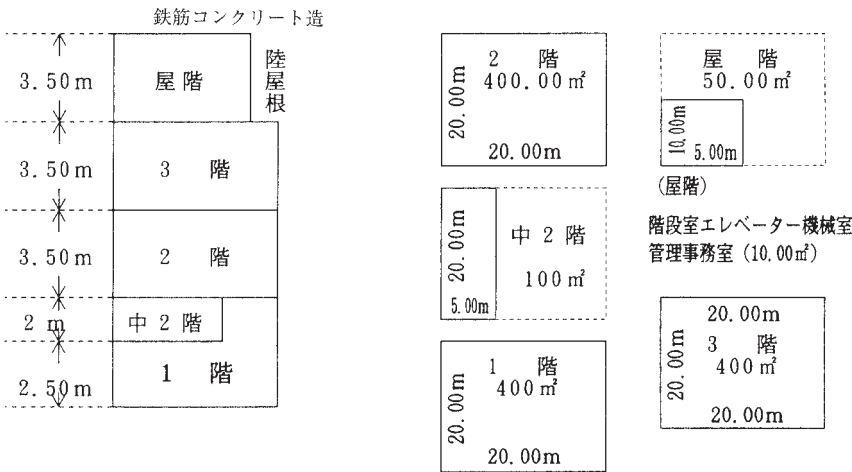 鉄筋コンクリート造
3.50m
屋階
陸屋根
3.50m
3 階
3.50m
2 階
2 m
中2階
2.50m
1 階
2 階
400.00㎡
20.00m
20.00m
中2階
100㎡
20.00m
5.00m
1 階
400㎡
20.00m
20.00m
屋 階
50.00㎡
10.00m
5.00m
(屋階)
階段室エレベーター機械室
管理事務室(10.00㎡)
20.00m
3 階
400㎡
20.00m
20.00m